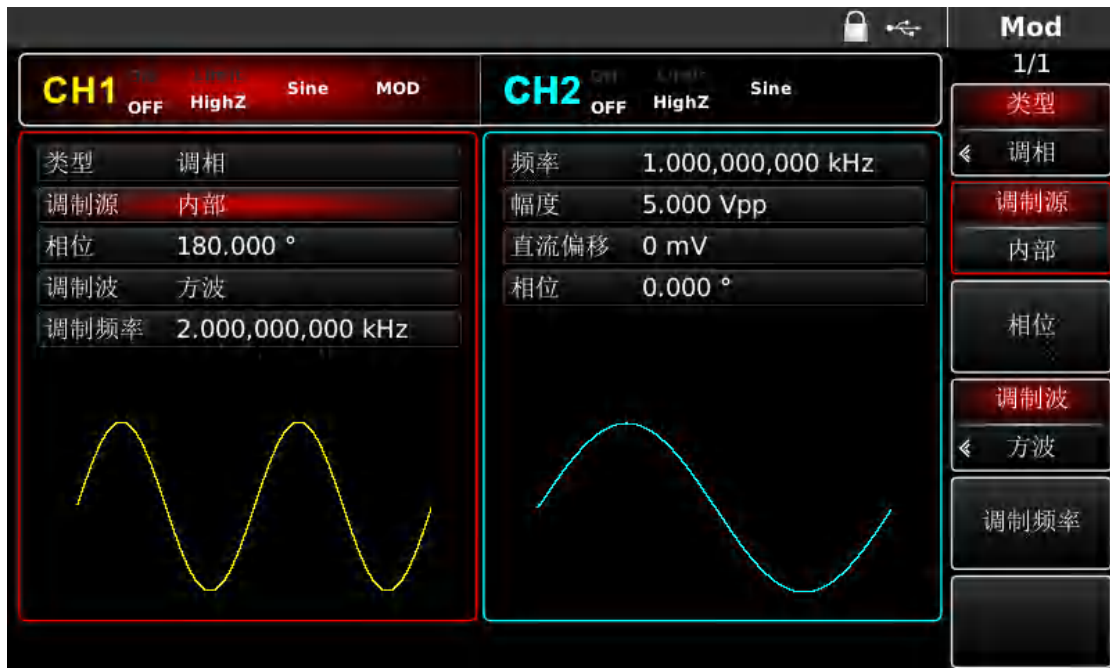 Mod
1/1
CH1 OFF HighZ Sine MOD
CH2 OFF HighZ Sine
类型 调相
调制源 内部
相位 180.000 °
调制波 方波
调制频率 2.000,000,000 kHz
频率 1.000,000,000 kHz
幅度 5.000 Vpp
直流偏移 0 mV
相位 0.000 °
类型
调相
调制源
内部
相位
调制波
方波
调制频率